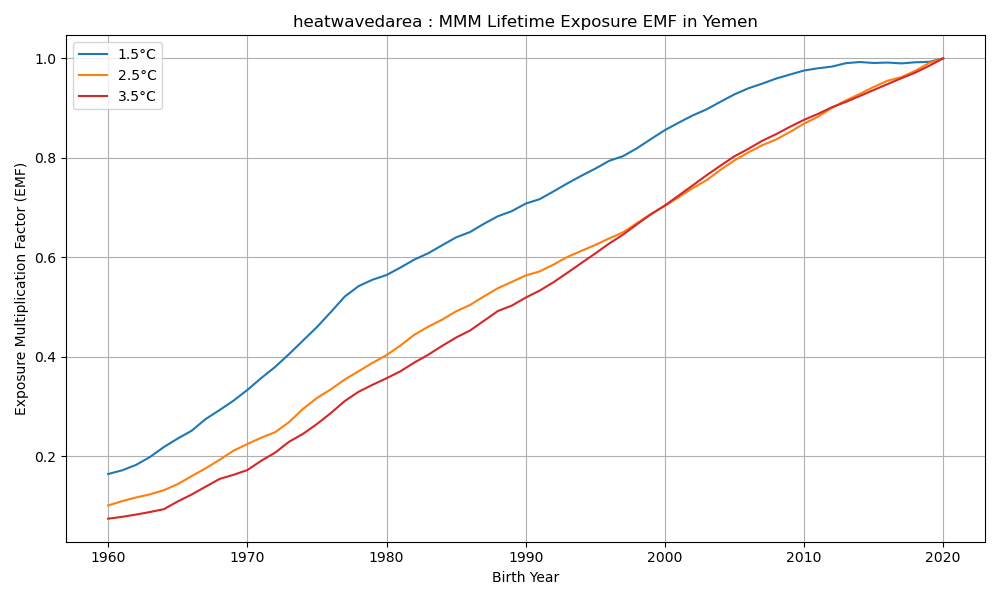 heatwavedarea : MMM Lifetime Exposure EMF in Yemen
1.5°C
2.5°C
3.5°C
Exposure Multiplication Factor (EMF)
1.0
0.8
0.6
0.4
0.2
1960 1970 1980 1990 2000 2010 2020
Birth Year